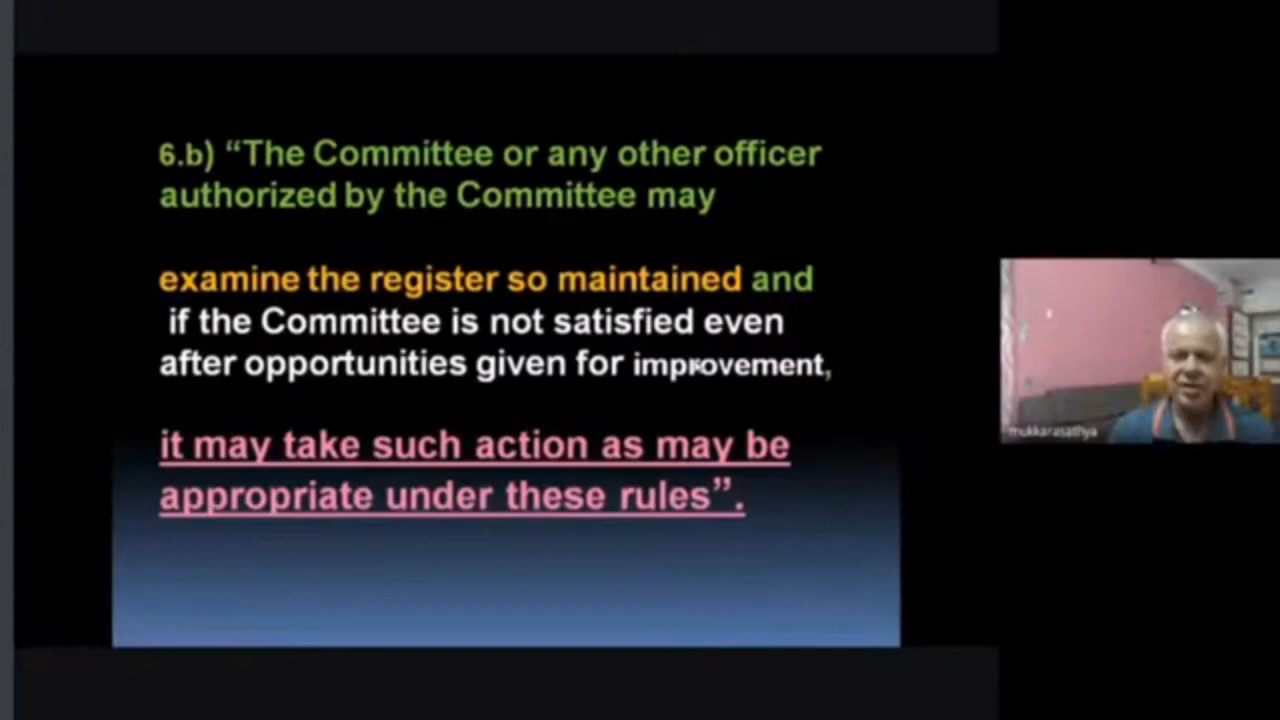 6.b) “The Committee or any other officer
authorized by the Committee may
examine the register so maintained and
if the Committee is not satisfied even
after opportunities given for improvement,
it may take such action as may be
appropriate under these rules”.
mukkarasathya